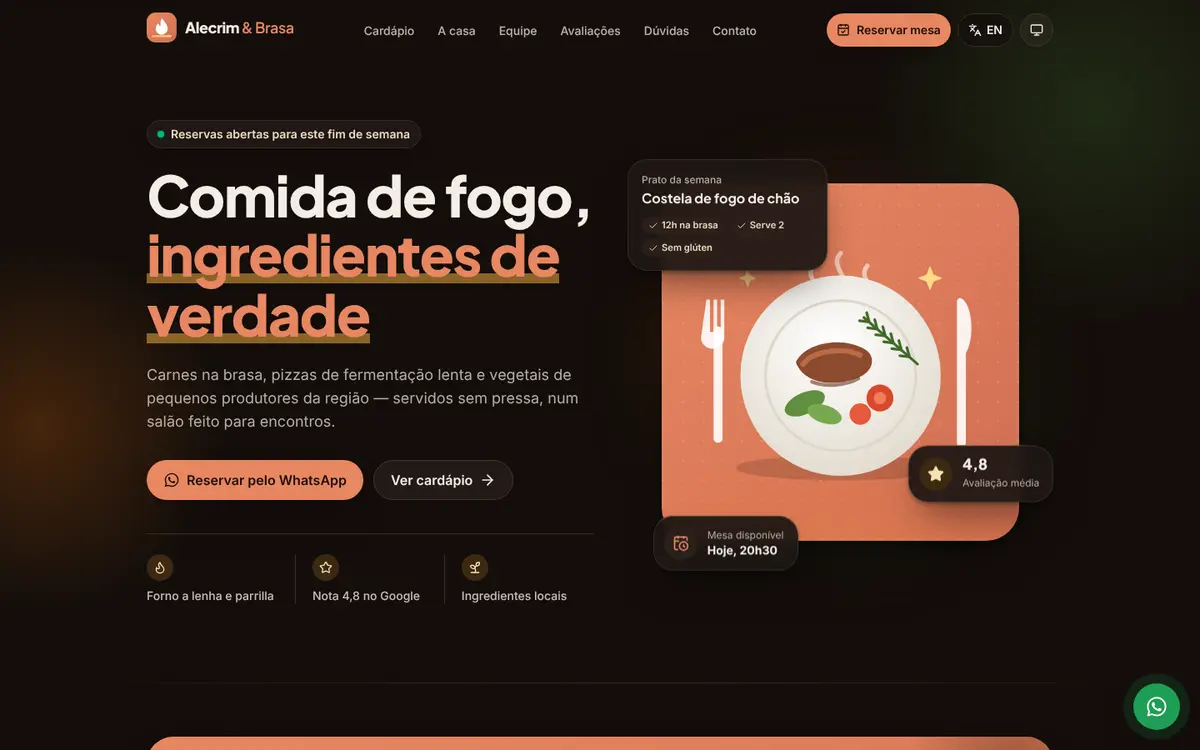 Alecrim & Brasa
Cardápio
A casa
Equipe
Avaliações
Dúvidas
Contato
Reservar mesa
EN
Reservas abertas para este fim de semana
Comida de fogo,
ingredientes de
verdade
Carnes na brasa, pizzas de fermentação lenta e vegetais de
pequenos produtores da região — servidos sem pressa, num
salão feito para encontros.
Reservar pelo WhatsApp
Ver cardápio
Forno a lenha e parrilla
Nota 4,8 no Google
Ingredientes locais
Prato da semana
Costela de fogo de chão
12h na brasa
Serve 2
Sem glúten
4,8
Avaliação média
Mesa disponível
Hoje, 20h30